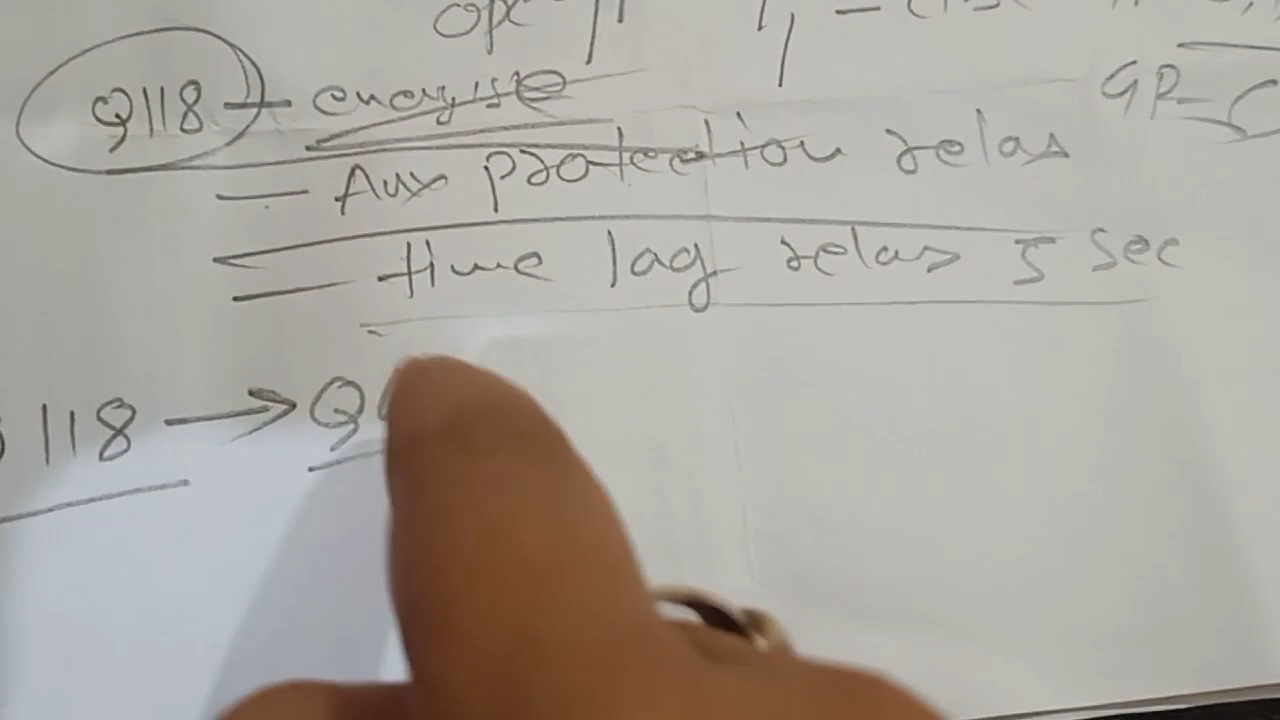 Q118 — energise
— Aux protection relay
— time lag relay 5 sec
118 → Q